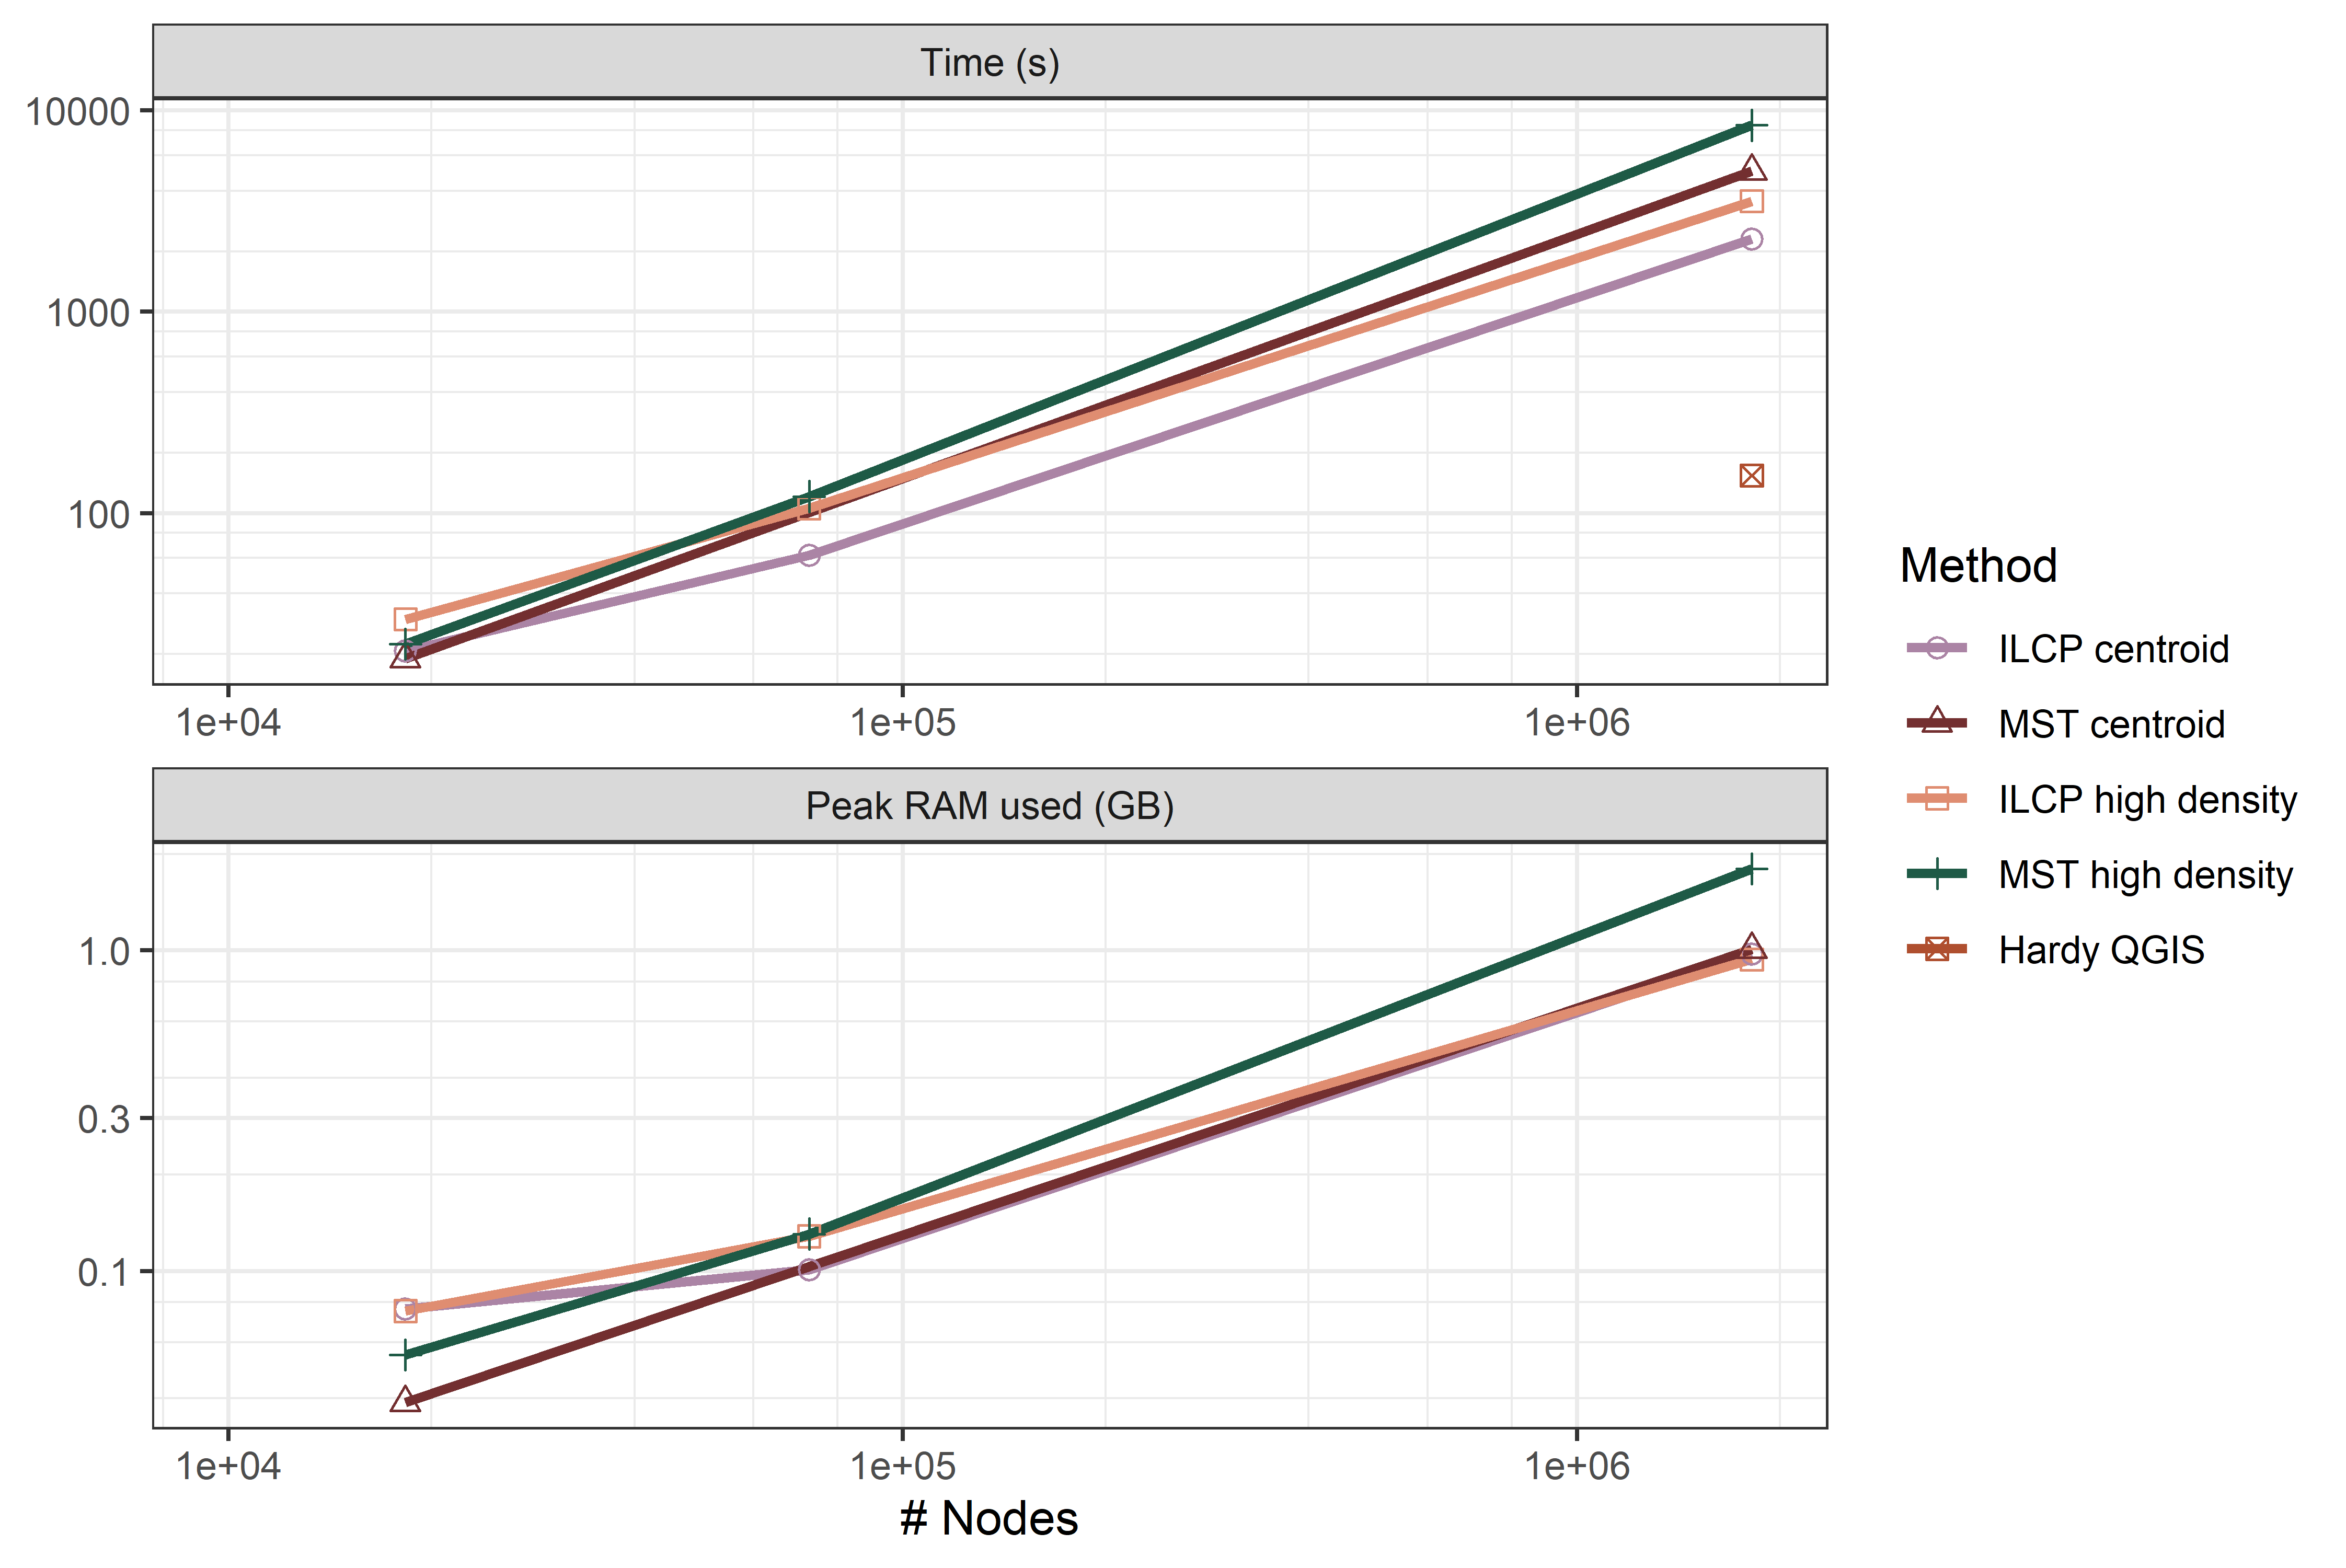 Time (s)
10000
1000
100
1e+04 1e+05 1e+06
Peak RAM used (GB)
1.0
0.3
0.1
1e+04 1e+05 1e+06
# Nodes
Method
ILCP centroid
MST centroid
ILCP high density
MST high density
Hardy QGIS